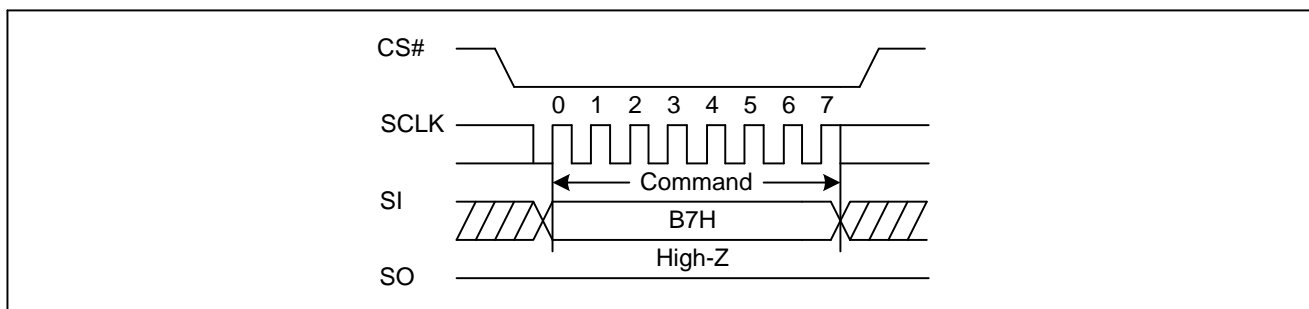 CS#
0 1 2 3 4 5 6 7
SCLK
Command
SI
B7H
High-Z
SO